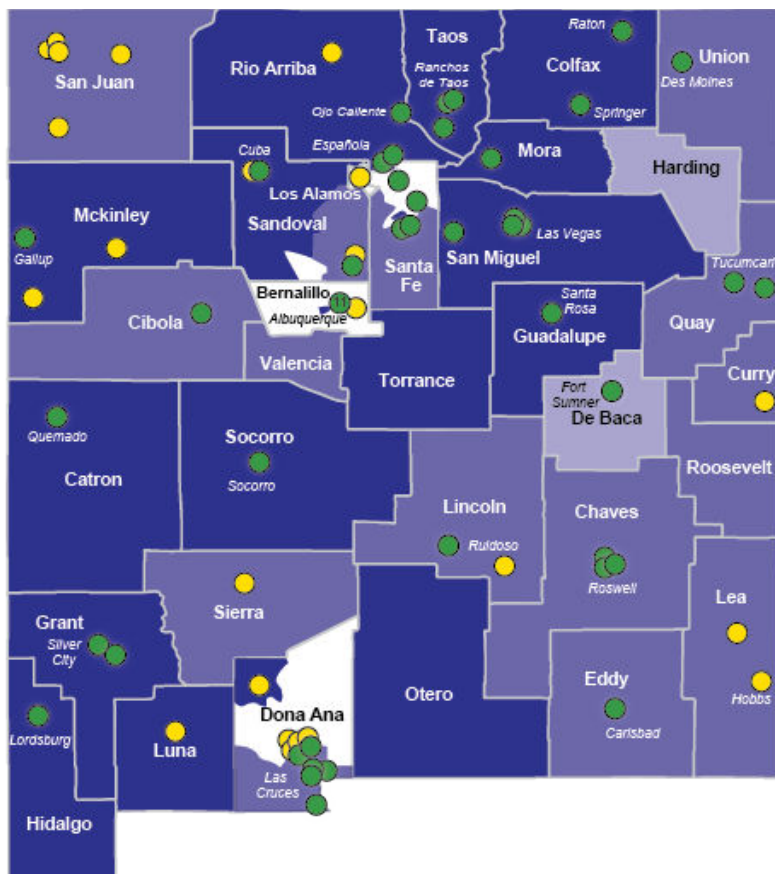 Raton
Taos
San Juan
Rio Arriba
Ranchos
de Taos
Colfax
Union
Des Moines
Ojo Caliente
Springer
Cuba
Española
Mora
Harding
Los Alamos
Mckinley
Sandoval
Gallup
Las Vegas
San Miguel
Santa
Fe
Tucumcari
Bernalillo
11
Albuquerque
Santa
Rosa
Cibola
Guadalupe
Quay
Valencia
Torrance
Curry
Fort
Sumner
De Baca
Quemado
Socorro
Catron
Socorro
Roosevelt
Lincoln
Chaves
Ruidoso
Roswell
Sierra
Lea
Grant
Silver
City
Eddy
Otero
Hobbs
Dona Ana
Lordsburg
Luna
Carlsbad
Las
Cruces
Hidalgo